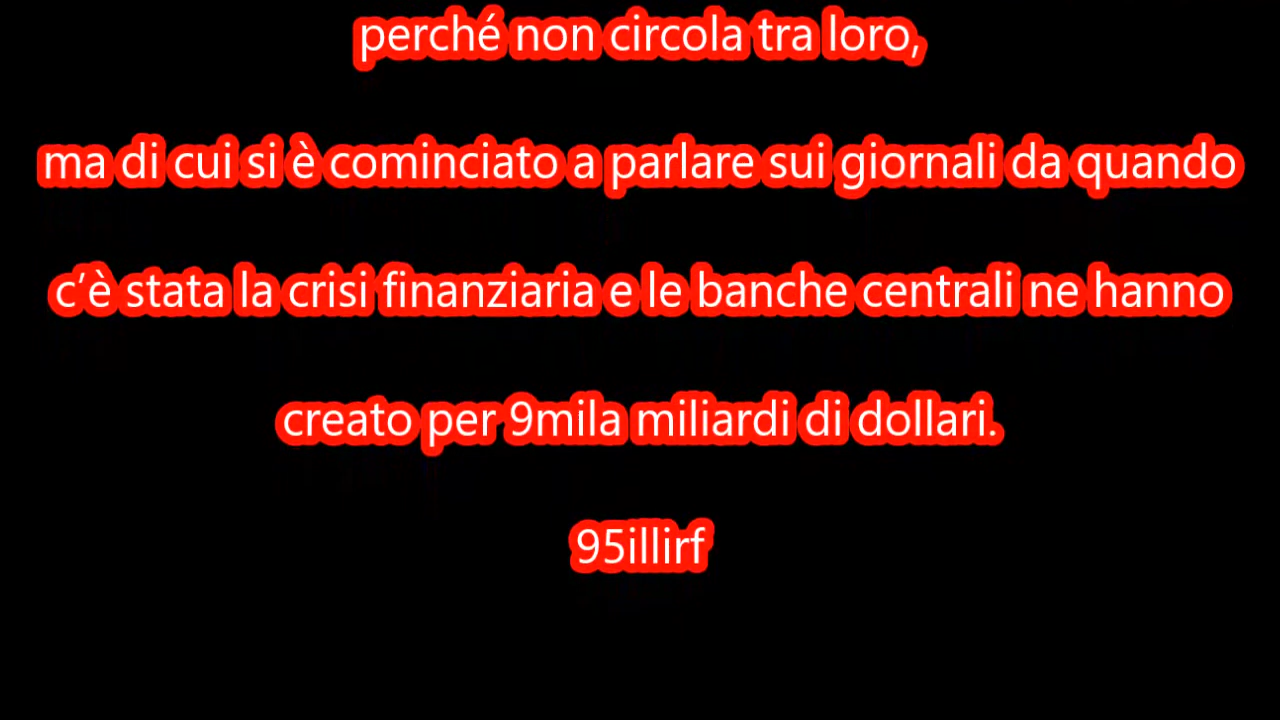 perché non circola tra loro,
ma di cui si è cominciato a parlare sui giornali da quando
c’è stata la crisi finanziaria e le banche centrali ne hanno
creato per 9mila miliardi di dollari.
95illirf